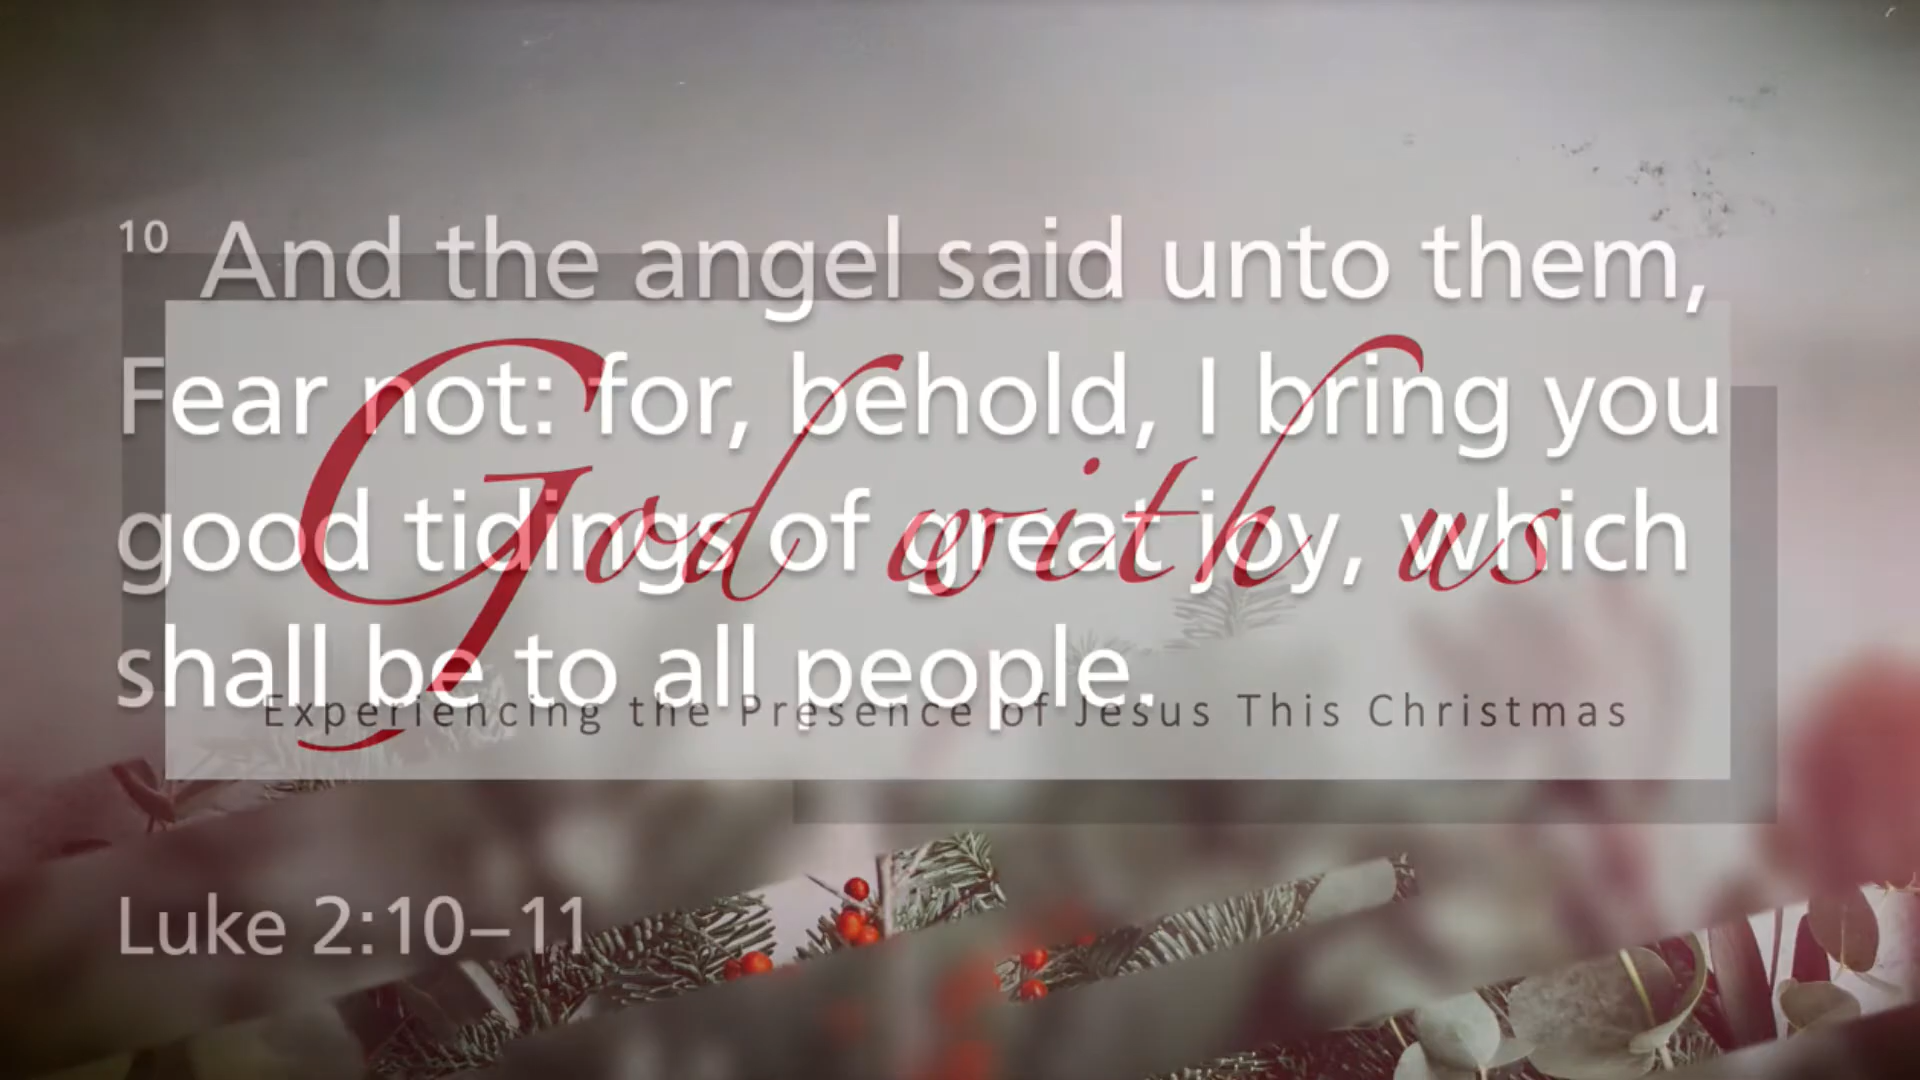 10 And the angel said unto them,
Fear not: for, behold, I bring you
good tidings of great joy, which
shall be to all people.
Luke 2:10–11
God with us
Experiencing the Presence of Jesus This Christmas